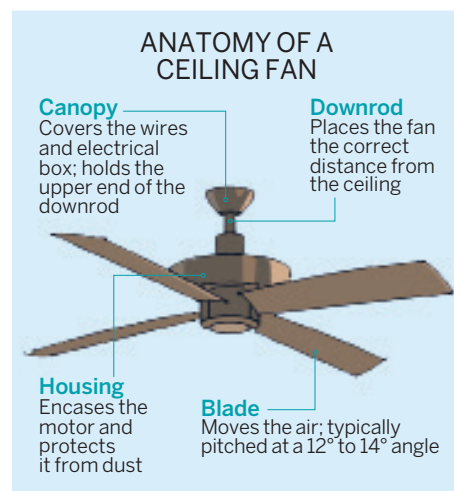 ANATOMY OF A
CEILING FAN
Canopy
Covers the wires
and electrical
box; holds the
upper end of the
downrod
Downrod
Places the fan
the correct
distance from
the ceiling
Housing
Encases the
motor and
protects
it from dust
Blade
Moves the air; typically
pitched at a 12° to 14° angle